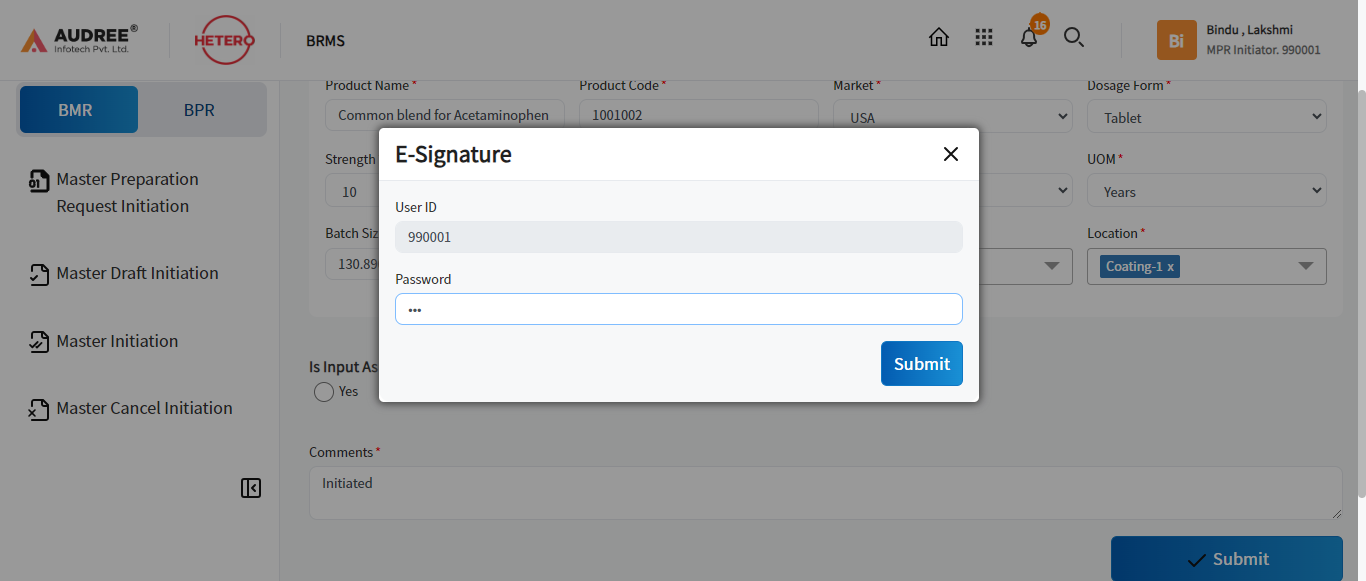 AUDREE®
Infotech Pvt. Ltd.
HETERO
BRMS
16
Bi
Bindu , Lakshmi
MPR Initiator. 990001
BMR
BPR
Master Preparation
Request Initiation
Master Draft Initiation
Master Initiation
Master Cancel Initiation
Product Name *
Product Code *
Market *
Dosage Form *
Common blend for Acetaminophen
1001002
USA
Tablet
Strength
UOM *
10
Years
Batch Siz
Location *
130.890
Coating-1 x
E-Signature
User ID
990001
Password
•••
Submit
Is Input As
Yes
Comments *
Initiated
Submit